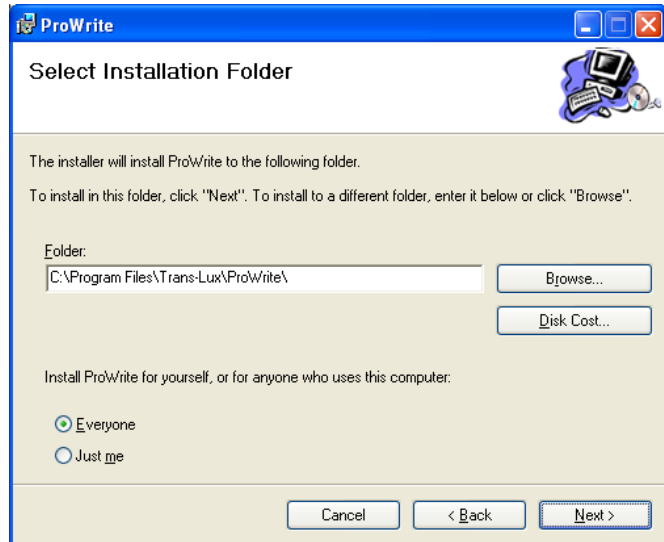 ProWrite
Select Installation Folder
The installer will install ProWrite to the following folder.
To install in this folder, click "Next". To install to a different folder, enter it below or click "Browse".
Folder:
C:\Program Files\Trans-Lux\ProWrite\
Browse...
Disk Cost...
Install ProWrite for yourself, or for anyone who uses this computer:
Everyone
Just me
Cancel
< Back
Next >